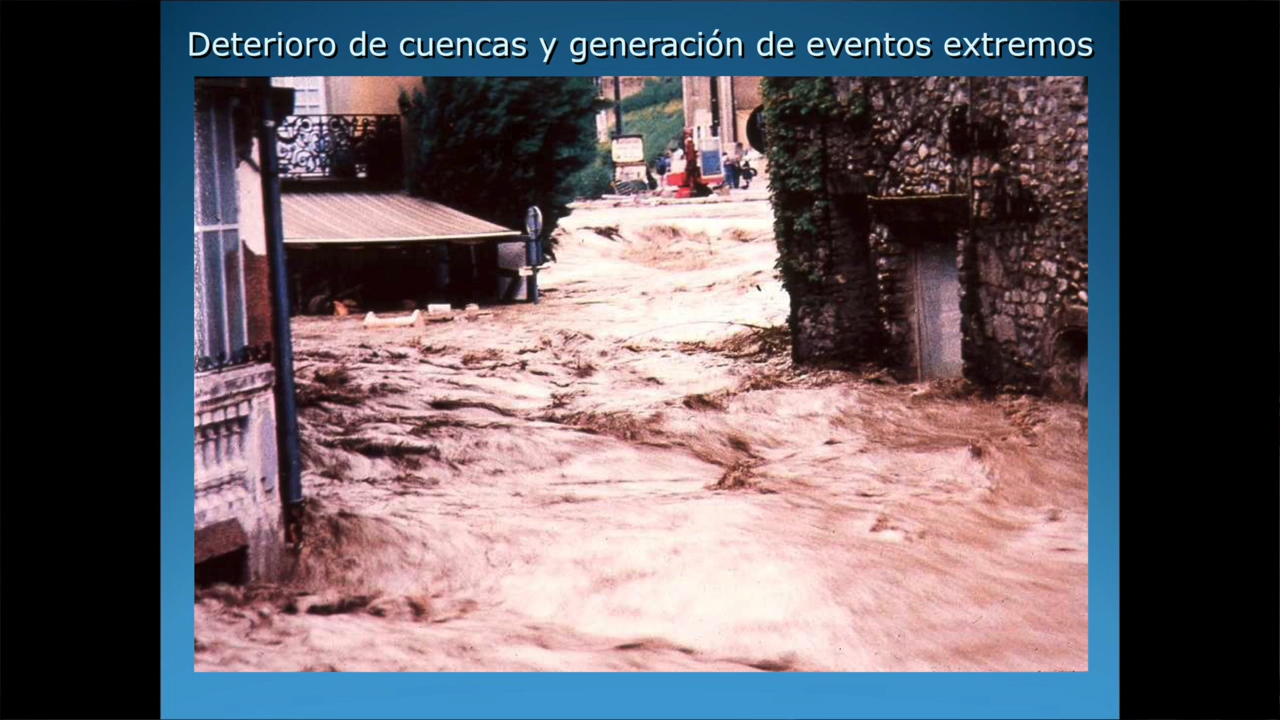 Deterioro de cuencas y generación de eventos extremos